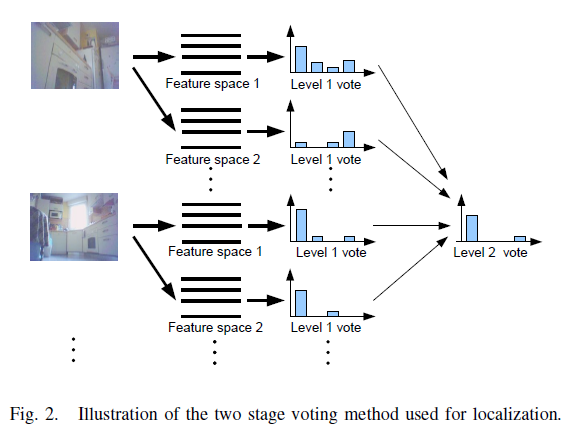 Feature space 1
Level 1 vote
Feature space 2
Level 1 vote
Feature space 1
Level 1 vote
Level 2 vote
Feature space 2
Level 1 vote
Fig. 2. Illustration of the two stage voting method used for localization.